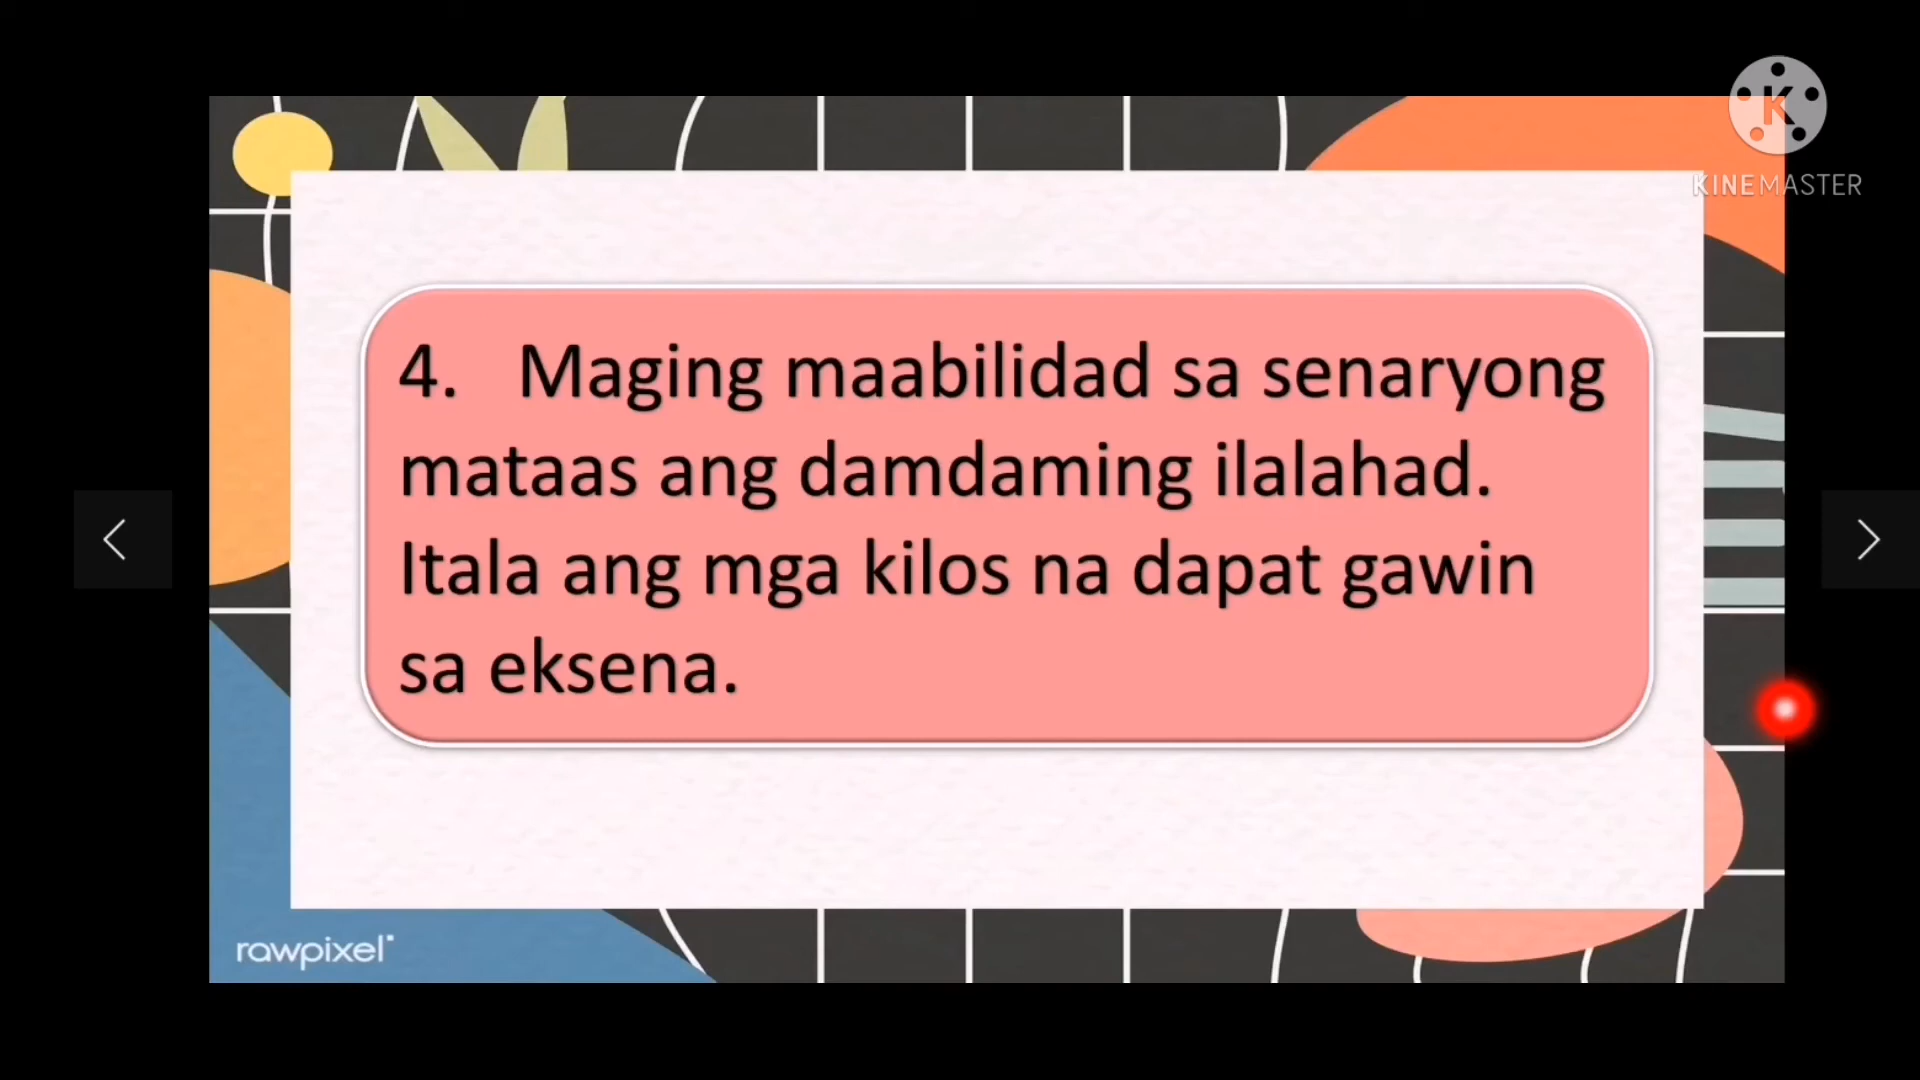 K
KINEMASTER
4. Maging maabilidad sa senaryong
mataas ang damdaming ilalahad.
Itala ang mga kilos na dapat gawin
sa eksena.
rawpixel